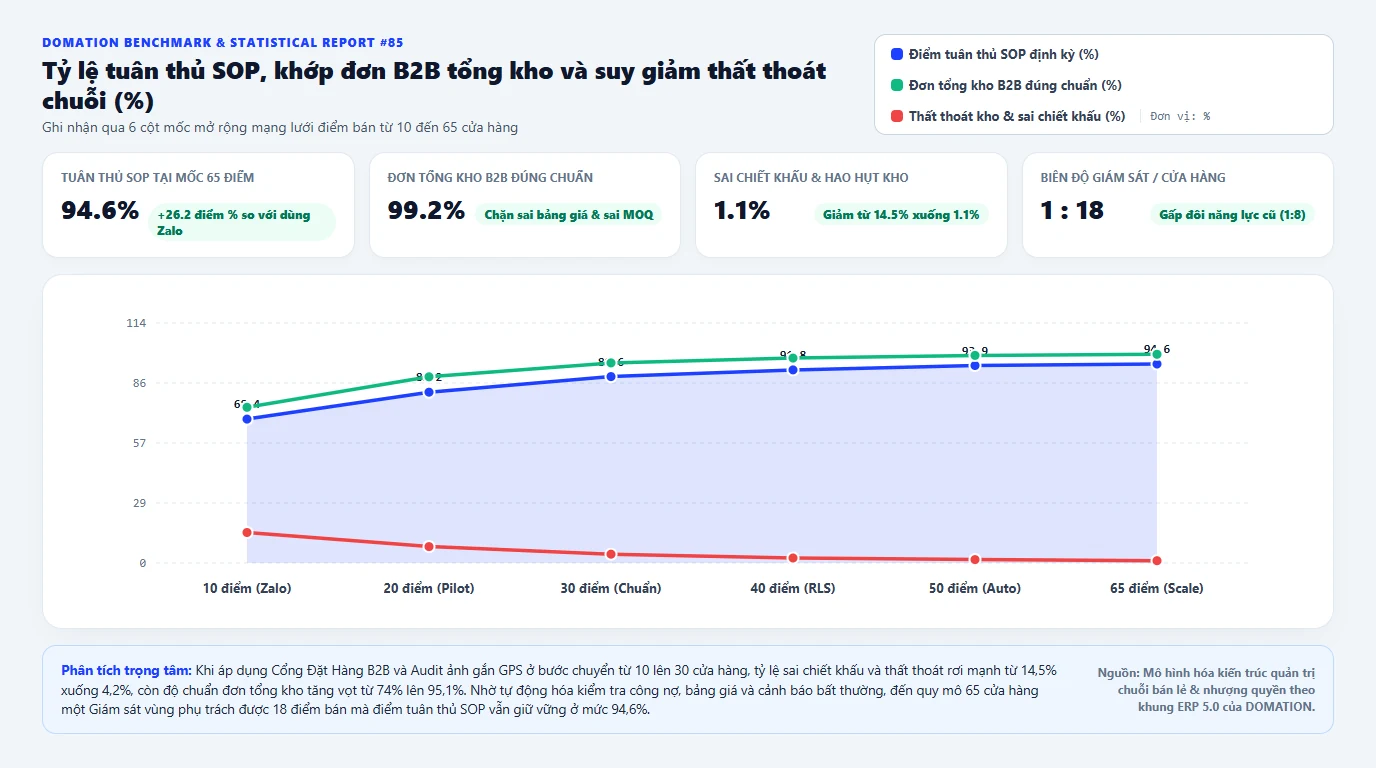 DOMATION BENCHMARK & STATISTICAL REPORT #85
Tỷ lệ tuân thủ SOP, khớp đơn B2B tổng kho và suy giảm thất thoát
chuỗi (%)
Ghi nhận qua 6 cột mốc mở rộng mạng lưới điểm bán từ 10 đến 65 cửa hàng
Điểm tuân thủ SOP định kỳ (%)
Đơn tổng kho B2B đúng chuẩn (%)
Thất thoát kho & sai chiết khấu (%)
Đơn vị: %
TUÂN THỦ SOP TẠI MỐC 65 ĐIỂM
94.6%
+26.2 điểm % so với dùng
Zalo
ĐƠN TỔNG KHO B2B ĐÚNG CHUẨN
99.2%
Chặn sai bảng giá & sai MOQ
SAI CHIẾT KHẤU & HAO HỤT KHO
1.1%
Giảm từ 14.5% xuống 1.1%
BIÊN ĐỘ GIÁM SÁT / CỬA HÀNG
1 : 18
Gấp đôi năng lực cũ (1:8)
114
86
57
29
0
94.6
10 điểm (Zalo)
20 điểm (Pilot)
30 điểm (Chuẩn)
40 điểm (RLS)
50 điểm (Auto)
65 điểm (Scale)
Phân tích trọng tâm: Khi áp dụng Cổng Đặt Hàng B2B và Audit ảnh gắn GPS ở bước chuyển từ 10 lên 30 cửa hàng, tỷ lệ sai chiết khấu và thất thoát rơi mạnh từ 14,5%
xuống 4,2%, còn độ chuẩn đơn tổng kho tăng vọt từ 74% lên 95,1%. Nhờ tự động hóa kiểm tra công nợ, bảng giá và cảnh báo bất thường, đến quy mô 65 cửa hàng
một Giám sát vùng phụ trách được 18 điểm bán mà điểm tuân thủ SOP vẫn giữ vững ở mức 94,6%.
Nguồn: Mô hình hóa kiến trúc quản trị
chuỗi bán lẻ & nhượng quyền theo
khung ERP 5.0 của DOMATION.